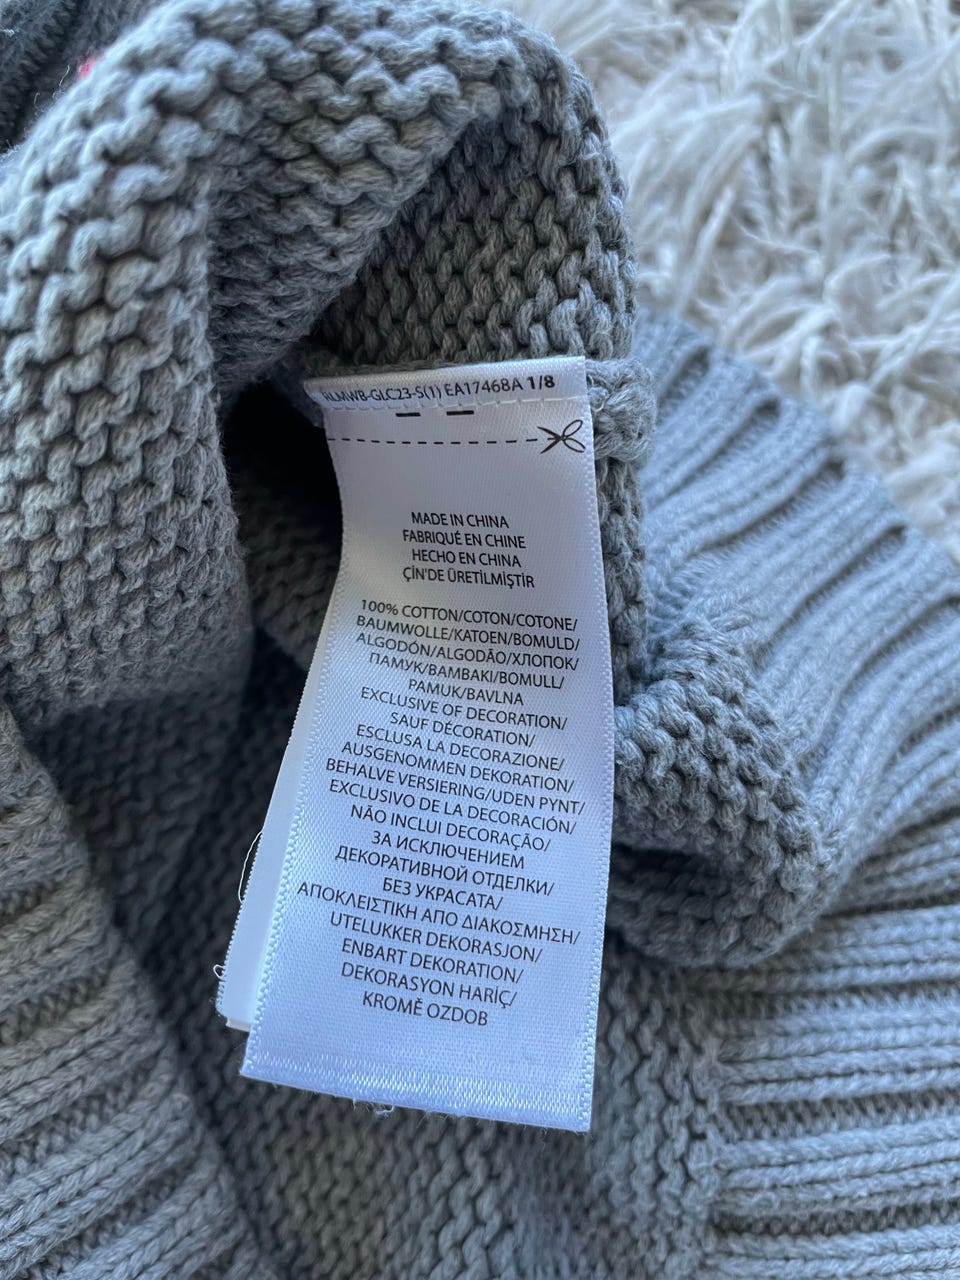 HLMWB-GLC23-S(1) EA17468A 1/8
MADE IN CHINA
FABRIQUÉ EN CHINE
HECHO EN CHINA
ÇİN'DE ÜRETİLMİŞTİR
100% COTTON/COTON/COTONE/
BAUMWOLLE/KATOEN/BOMULD/
ALGODÓN/ALGODÃO/ХЛОПОК/
ПАМУК/BAMBAKI/BOMULL/
PAMUK/BAVLNA
EXCLUSIVE OF DECORATION/
SAUF DÉCORATION/
ESCLUSA LA DECORAZIONE/
AUSGENOMMEN DEKORATION/
BEHALVE VERSIERING/UDEN PYNT/
EXCLUSIVO DE LA DECORACIÓN/
NÃO INCLUI DECORAÇÃO/
ЗА ИСКЛЮЧЕНИЕМ
ДЕКОРАТИВНОЙ ОТДЕЛКИ/
БЕЗ УКРАСАТА/
ΑΠΟΚΛΕΙΣΤΙΚΗ ΑΠΟ ΔΙΑΚΟΣΜΗΣΗ/
UTELUKKER DEKORASJON/
ENBART DEKORATION/
DEKORASYON HARİÇ/
KROMĚ OZDOB